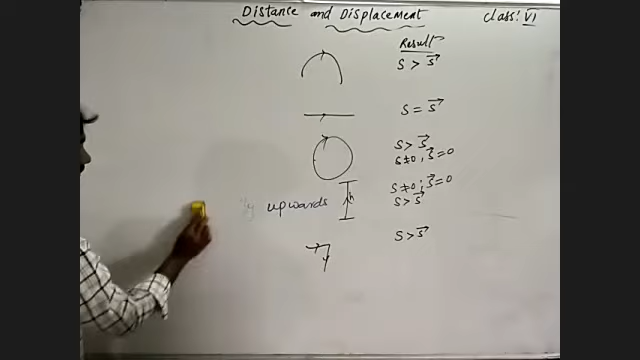 Distance and Displacement
Class: VI
Result
S > s⃗
S = s⃗
S > s⃗
s ≠ 0, s⃗ = 0
s ≠ 0; s⃗ = 0
upwards h S > s⃗
S > s⃗